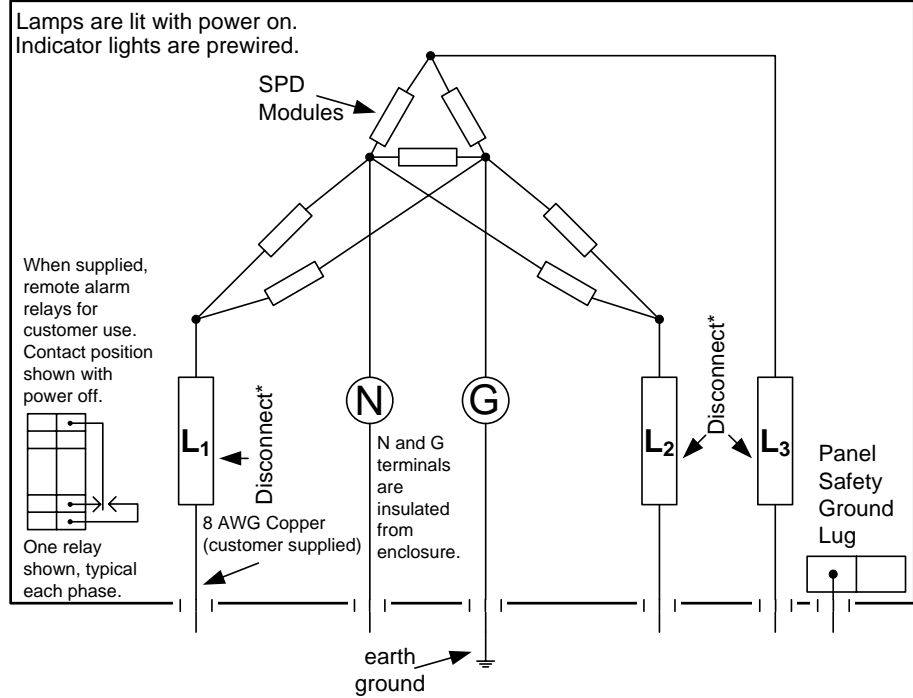 Lamps are lit with power on.
Indicator lights are prewired.
SPD
Modules
When supplied,
remote alarm
relays for
customer use.
Contact position
shown with
power off.
One relay
shown, typical
each phase.
L1
Disconnect*
8 AWG Copper
(customer supplied)
N
G
N and G
terminals
are
insulated
from
enclosure.
L2
Disconnect*
L3
Panel
Safety
Ground
Lug
earth
ground